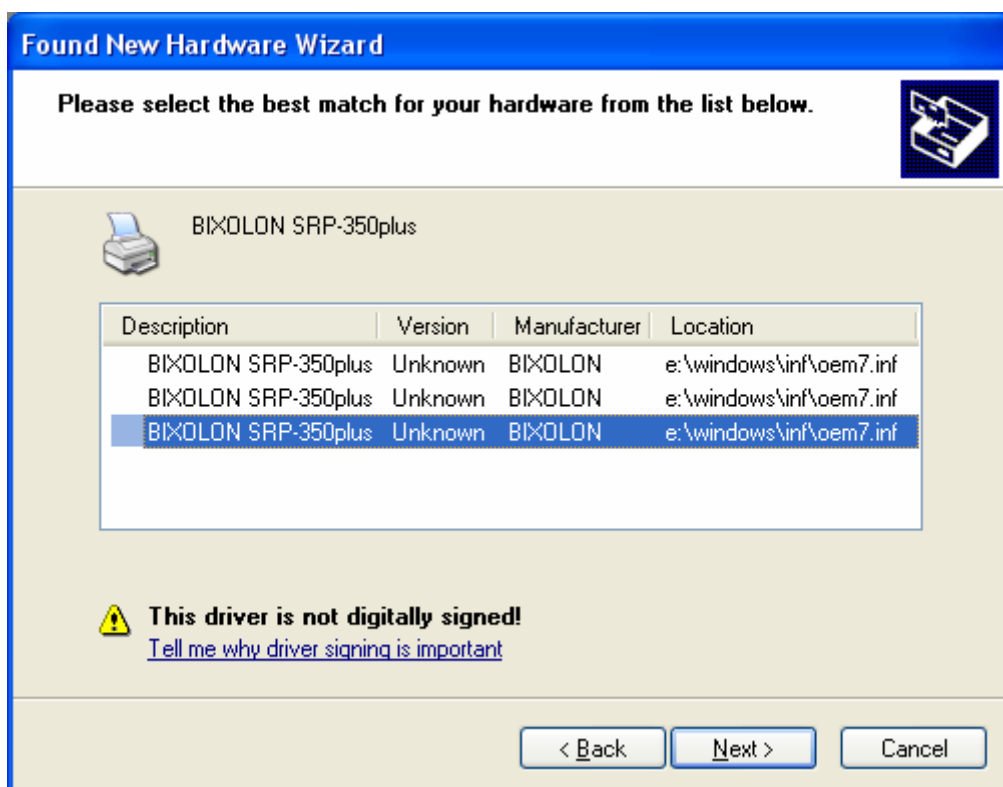 Found New Hardware Wizard
Please select the best match for your hardware from the list below.
BIXOLON SRP-350plus
Description Version Manufacturer Location
BIXOLON SRP-350plus Unknown BIXOLON e:\windows\inf\oem7.inf
BIXOLON SRP-350plus Unknown BIXOLON e:\windows\inf\oem7.inf
BIXOLON SRP-350plus Unknown BIXOLON e:\windows\inf\oem7.inf
This driver is not digitally signed!
Tell me why driver signing is important
< Back Next > Cancel